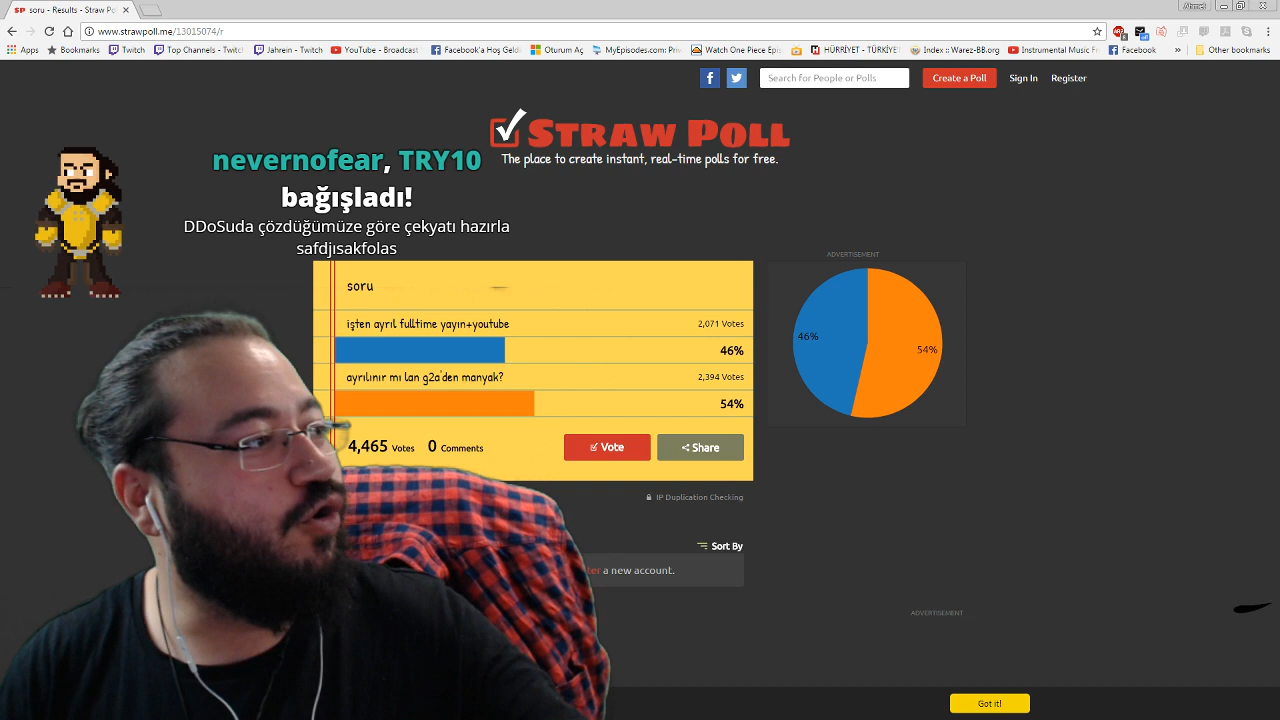 soru - Results - Straw Po
Ahmet
www.strawpoll.me/13015074/r
Apps
Bookmarks
Twitch
Top Channels - Twitch
Jahrein - Twitch
YouTube - Broadcast
Facebook'a Hoş Geldi
Oturum Aç
MyEpisodes.com: Priv
Watch One Piece Epis
HÜRRİYET - TÜRKİYE
Index :: Warez-BB.org
Instrumental Music Fr
Facebook
»
Other bookmarks
Search for People or Polls
Create a Poll
Sign In
Register
STRAW POLL
The place to create instant, real-time polls for free.
nevernofear, TRY10
bağışladı!
DDoSuda çözdüğümüze göre çekyatı hazırla
safdjısakfolas
ADVERTISEMENT
soru
işten ayrıl fulltime yayın+youtube
2,071 Votes
46%
ayrılınır mı lan g2a'den manyak?
2,394 Votes
54%
46%
54%
4,465 Votes
0 Comments
Vote
Share
IP Duplication Checking
Sort By
a new account.
ADVERTISEMENT
Got it!